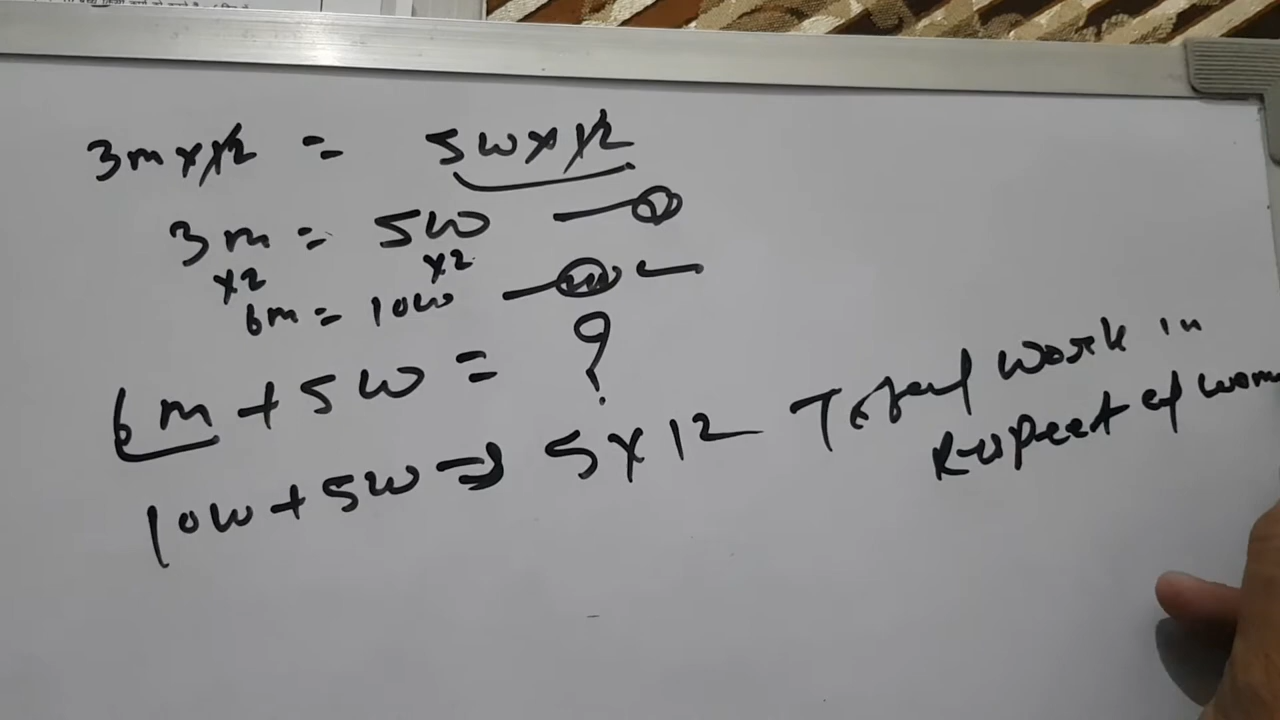 3m×12 = 5w×12
3m = 5w
×2 ×2
6m = 10w
6m + 5w = ?
10w + 5w ⇒ 5×12 Total work in
respect of wom